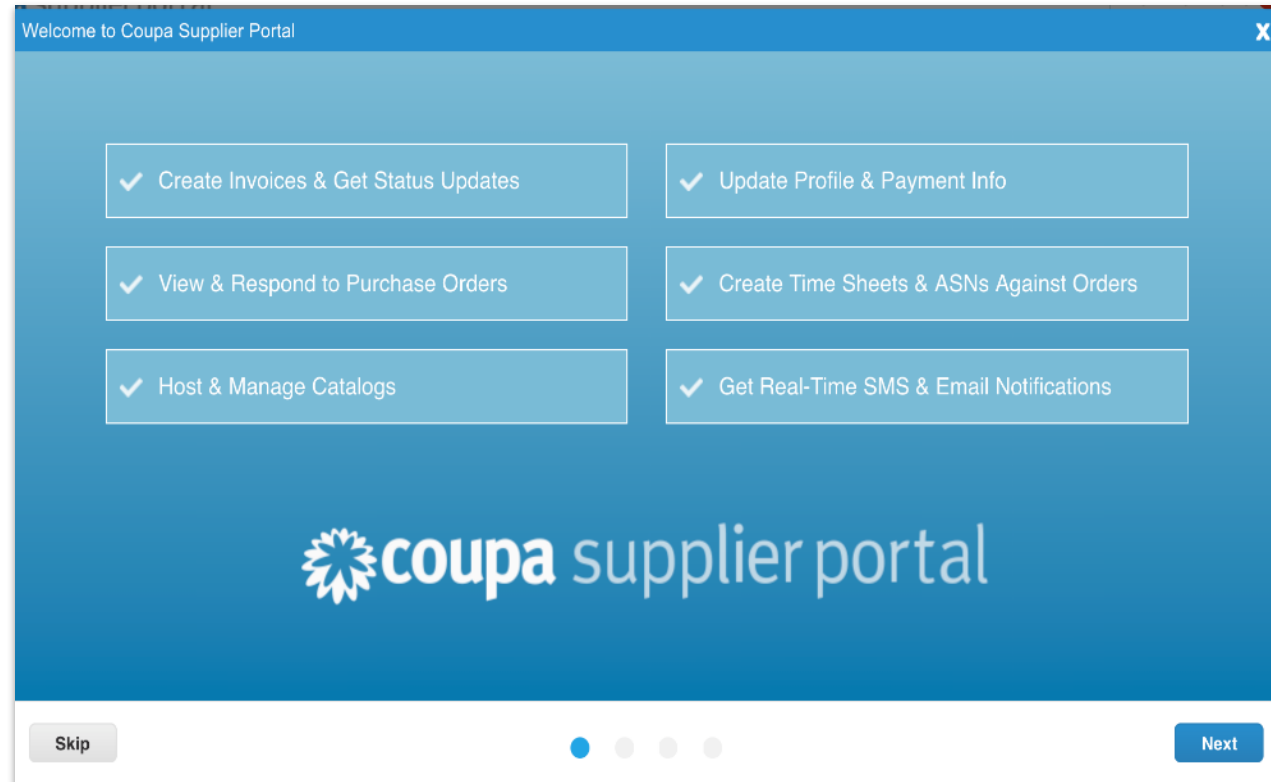 Welcome to Coupa Supplier Portal
X
Create Invoices & Get Status Updates
Update Profile & Payment Info
View & Respond to Purchase Orders
Create Time Sheets & ASNs Against Orders
Host & Manage Catalogs
Get Real-Time SMS & Email Notifications
coupa supplier portal
Skip
Next